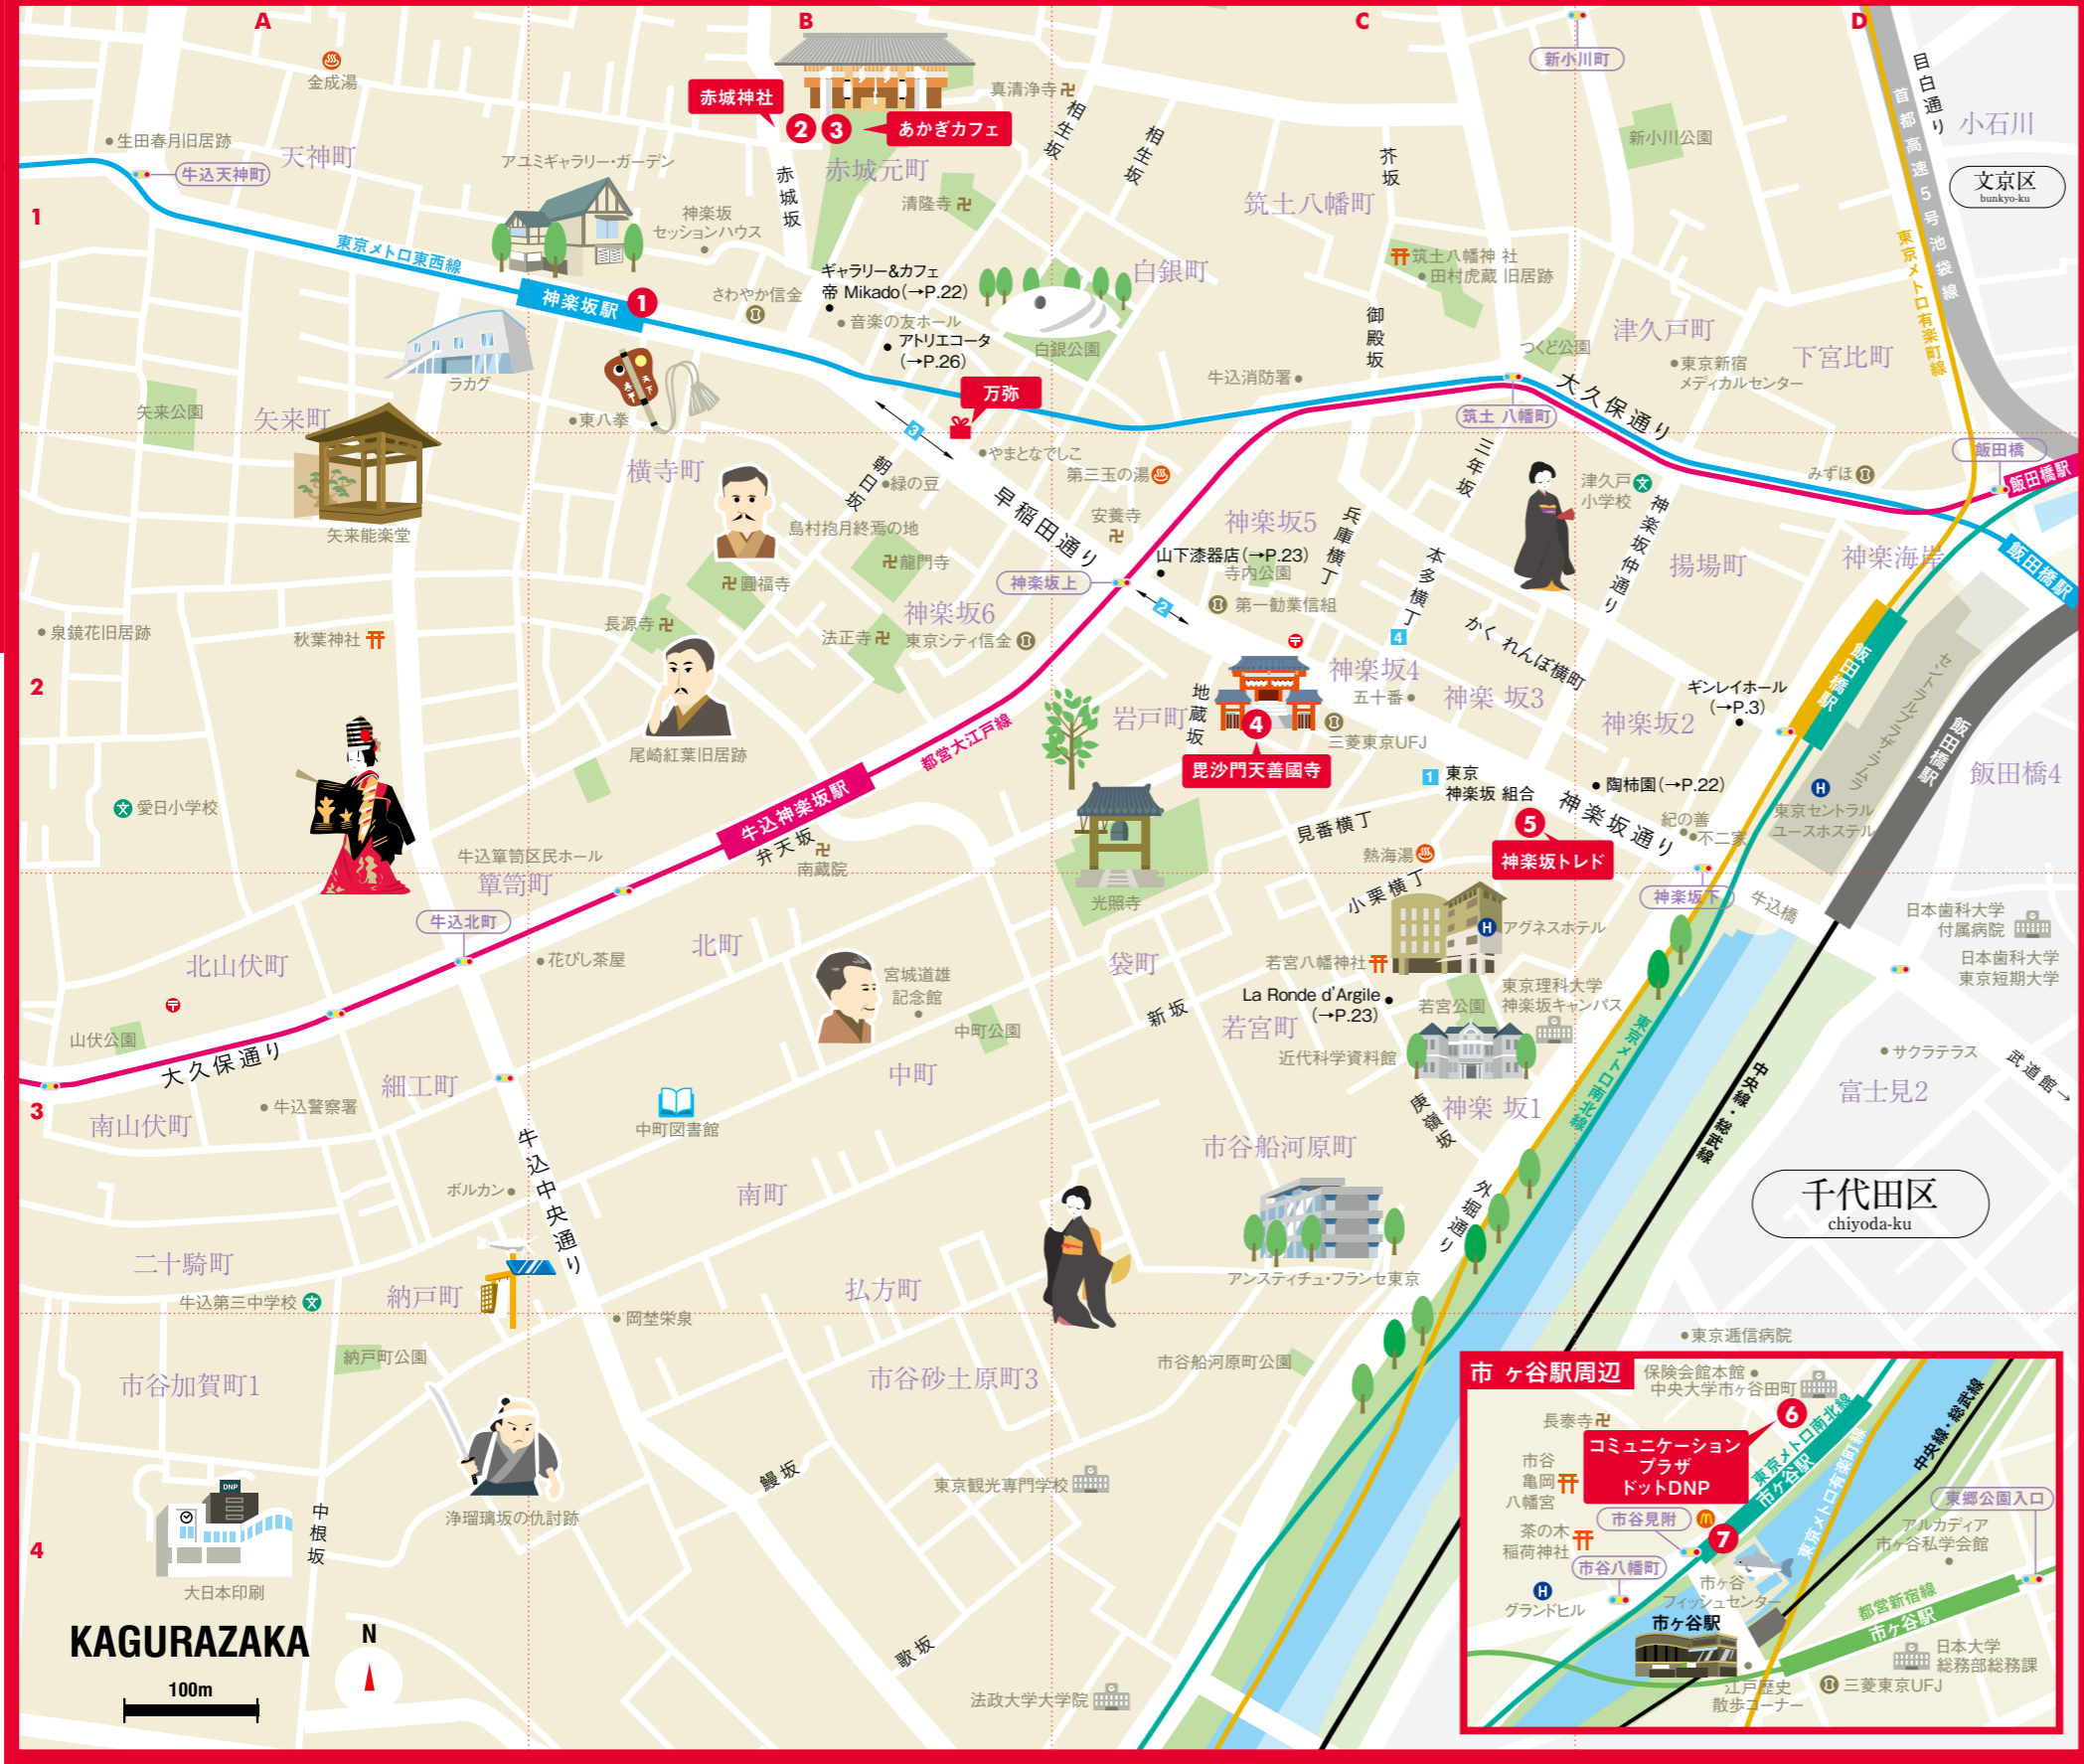 A
B
C
D
1
2
3
4
金成湯
生田春月旧居跡
天神町
牛込天神町
東京メトロ東西線
神楽坂駅
1
アユミギャラリー・ガーデン
神楽坂
セッションハウス
赤城神社
2
3
あかぎカフェ
赤城坂
赤城元町
清隆寺
真清浄寺
相生坂
相生坂
白銀町
芥坂
筑土八幡町
新小川町
新小川公園
目白通り
首都高速5号池袋線
東京メトロ有楽町線
小石川
文京区
bunkyo-ku
筑土八幡神 社
田村虎蔵 旧居跡
さわやか信金
ギャラリー&カフェ
帝 Mikado(→P.22)
音楽の友ホール
アトリエコータ
(→P.26)
白銀公園
万弥
御殿坂
牛込消防署
つくど公園
津久戸町
東京新宿
メディカルセンター
下宮比町
筑土 八幡町
大久保通り
飯田橋
飯田橋駅
飯田橋駅
みずほ
ラカグ
東八拳
矢来公園
矢来町
矢来能楽堂
横寺町
朝日坂
緑の豆
やまとなでしこ
3
第三玉の湯
早稲田通り
安養寺
島村抱月終焉の地
龍門寺
圓福寺
長源寺
法正寺
神楽坂6
東京シティ信金
神楽坂上
神楽坂5
山下漆器店(→P.23)
寺内公園
第一勧業信組
2
兵庫横丁
本多横丁
4
三年坂
津久戸
小学校
神楽坂仲通り
揚場町
神楽海岸
かくれんぼ横町
神楽坂4
五十番
神楽 坂3
神楽坂2
ギンレイホール
(→P.3)
飯田橋駅
セントラルプラザ・ラムラ
飯田橋駅
飯田橋4
泉鏡花旧居跡
秋葉神社
尾崎紅葉旧居跡
都営大江戸線
岩戸町
地蔵坂
4
毘沙門天善國寺
三菱東京UFJ
1
東京
神楽坂 組合
陶柿園(→P.22)
神楽坂通り
紀の善
不二家
東京セントラル
ユースホステル
愛日小学校
牛込神楽坂駅
弁天坂
南蔵院
牛込簞笥区民ホール
簞笥町
牛込北町
光照寺
見番横丁
熱海湯
5
神楽坂トレド
小栗横丁
神楽坂下
牛込橋
日本歯科大学
付属病院
日本歯科大学
東京短期大学
アグネスホテル
若宮八幡神社
北山伏町
花びし茶屋
北町
宮城道雄
記念館
中町公園
袋町
新坂
La Ronde d'Argile
(→P.23)
若宮町
若宮公園
東京理科大学
神楽坂キャンパス
近代科学資料館
東京メトロ南北線
中央線・総武線
サクラテラス
武道館→
富士見2
山伏公園
大久保通り
南山伏町
牛込警察署
細工町
中町図書館
中町
庚嶺坂
神楽 坂1
市谷船河原町
千代田区
chiyoda-ku
ボルカン
牛込中央通り
南町
外堀通り
アンスティチュ・フランセ東京
二十騎町
牛込第三中学校
納戸町
払方町
岡埜栄泉
納戸町公園
市谷加賀町1
市谷砂土原町3
市谷船河原町公園
東京逓信病院
浄瑠璃坂の仇討跡
鰻坂
東京観光専門学校
DNP
大日本印刷
中根坂
歌坂
法政大学大学院
KAGURAZAKA
N
100m
市 ヶ谷駅周辺
保険会館本館
中央大学市ヶ谷田町
長泰寺
6
コミュニケーション
プラザ
ドットDNP
東京メトロ南北線
市ヶ谷駅
東京メトロ有楽町線
中央線・総武線
市谷
亀岡
八幡宮
市谷見附
7
茶の木
稲荷神社
市谷八幡町
東郷公園入口
アルカディア
市ヶ谷私学会館
グランドヒル
市ヶ谷
フィッシュセンター
市ヶ谷駅
都営新宿線
市ヶ谷駅
日本大学
総務部総務課
江戸歴史
散歩コーナー
三菱東京UFJ